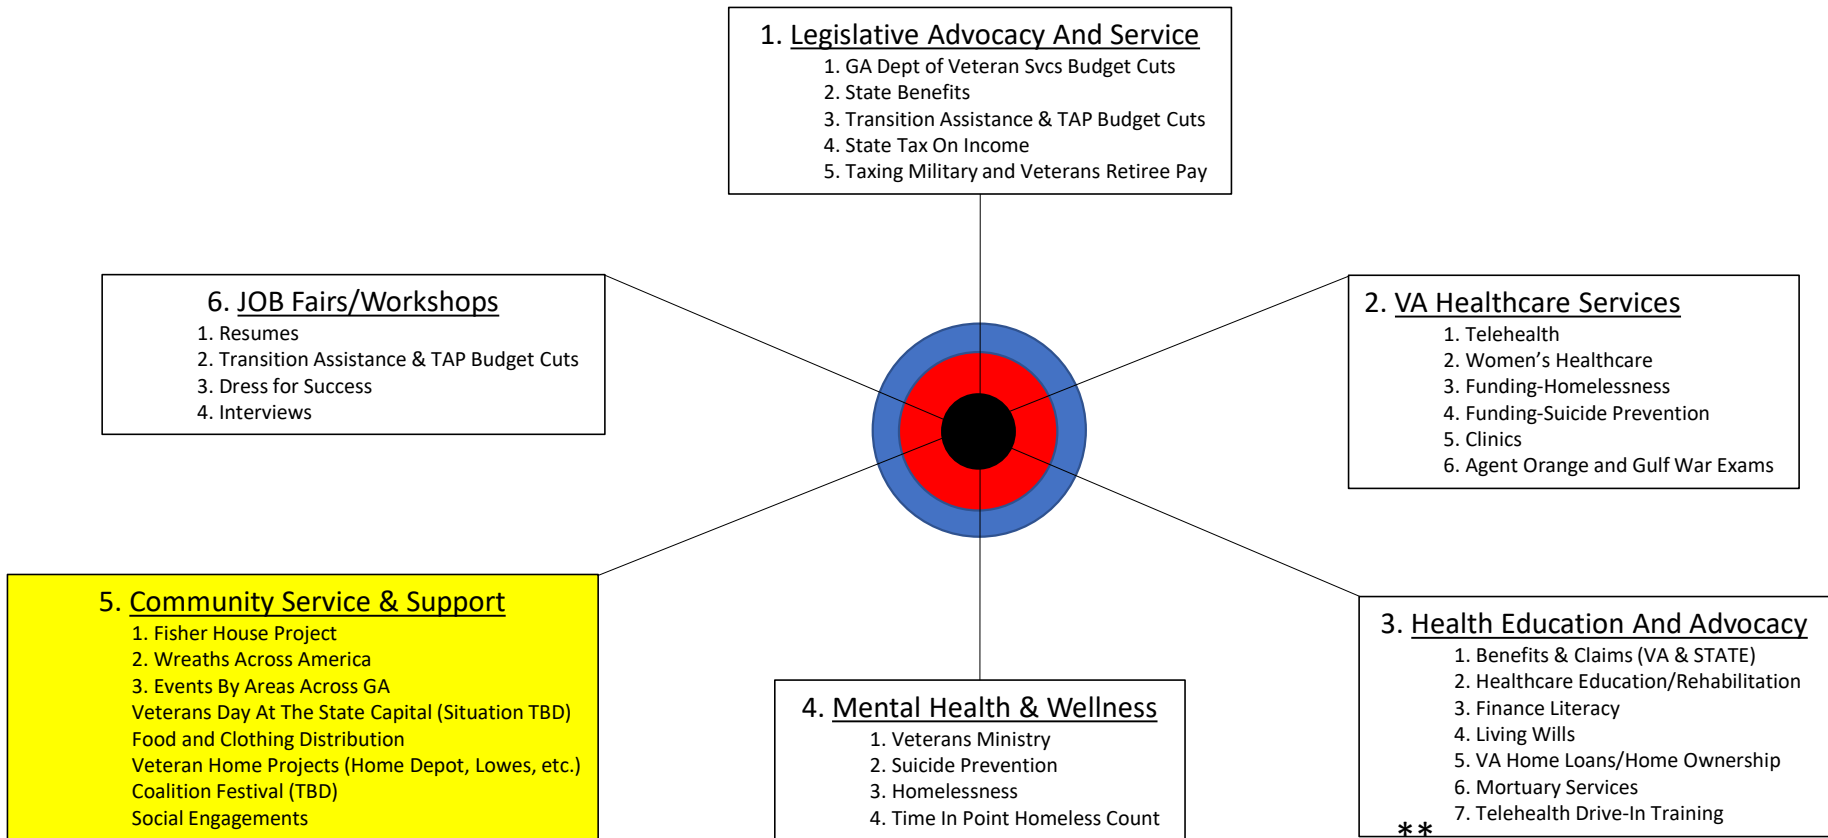 1. Legislative Advocacy And Service
1. GA Dept of Veteran Svcs Budget Cuts
2. State Benefits
3. Transition Assistance & TAP Budget Cuts
4. State Tax On Income
5. Taxing Military and Veterans Retiree Pay
6. JOB Fairs/Workshops
1. Resumes
2. Transition Assistance & TAP Budget Cuts
3. Dress for Success
4. Interviews
2. VA Healthcare Services
1. Telehealth
2. Women’s Healthcare
3. Funding-Homelessness
4. Funding-Suicide Prevention
5. Clinics
6. Agent Orange and Gulf War Exams
5. Community Service & Support
1. Fisher House Project
2. Wreaths Across America
3. Events By Areas Across GA
Veterans Day At The State Capital (Situation TBD)
Food and Clothing Distribution
Veteran Home Projects (Home Depot, Lowes, etc.)
Coalition Festival (TBD)
Social Engagements
4. Mental Health & Wellness
1. Veterans Ministry
2. Suicide Prevention
3. Homelessness
4. Time In Point Homeless Count
3. Health Education And Advocacy
1. Benefits & Claims (VA & STATE)
2. Healthcare Education/Rehabilitation
3. Finance Literacy
4. Living Wills
5. VA Home Loans/Home Ownership
6. Mortuary Services
7. Telehealth Drive-In Training
**